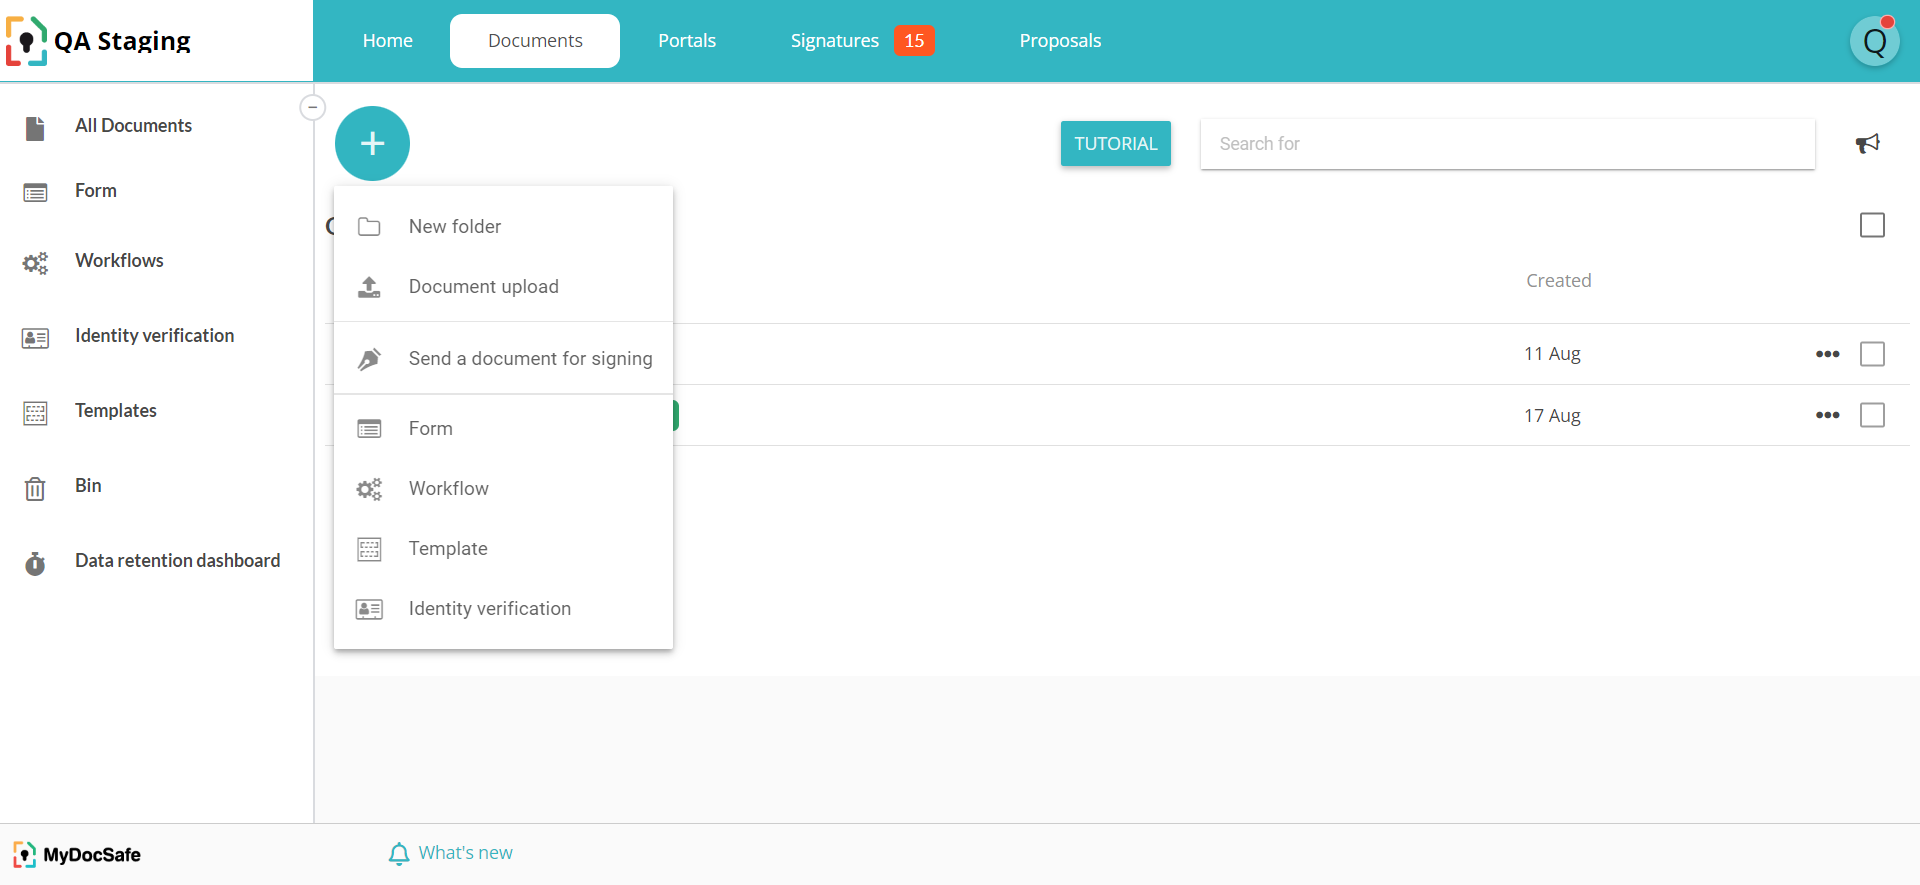 QA Staging
Home
Documents
Portals
Signatures 15
Proposals
Q
All Documents
Form
Workflows
Identity verification
Templates
Bin
Data retention dashboard
TUTORIAL
Search for
New folder
Document upload
Send a document for signing
Form
Workflow
Template
Identity verification
Created
11 Aug
17 Aug
MyDocSafe
What's new